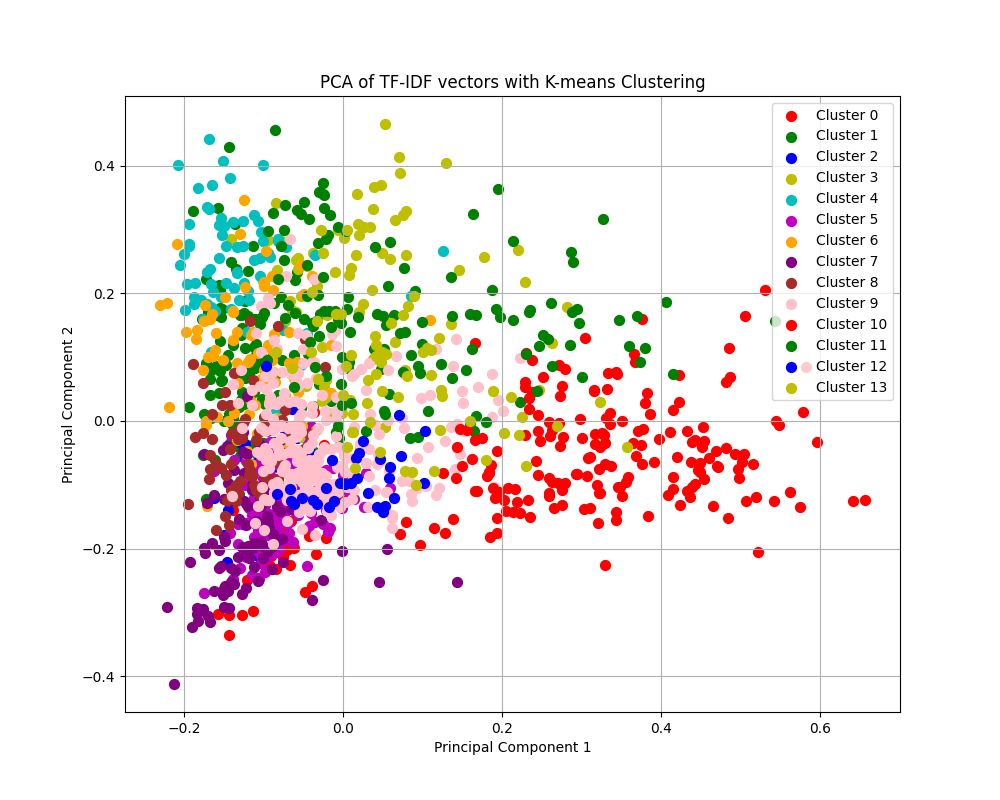 PCA of TF-IDF vectors with K-means Clustering
Cluster 0
Cluster 1
Cluster 2
Cluster 3
Cluster 4
Cluster 5
Cluster 6
Cluster 7
Cluster 8
Cluster 9
Cluster 10
Cluster 11
Cluster 12
Cluster 13
Principal Component 2
0.4
0.2
0.0
−0.2
−0.4
−0.2
0.0
0.2
0.4
0.6
Principal Component 1